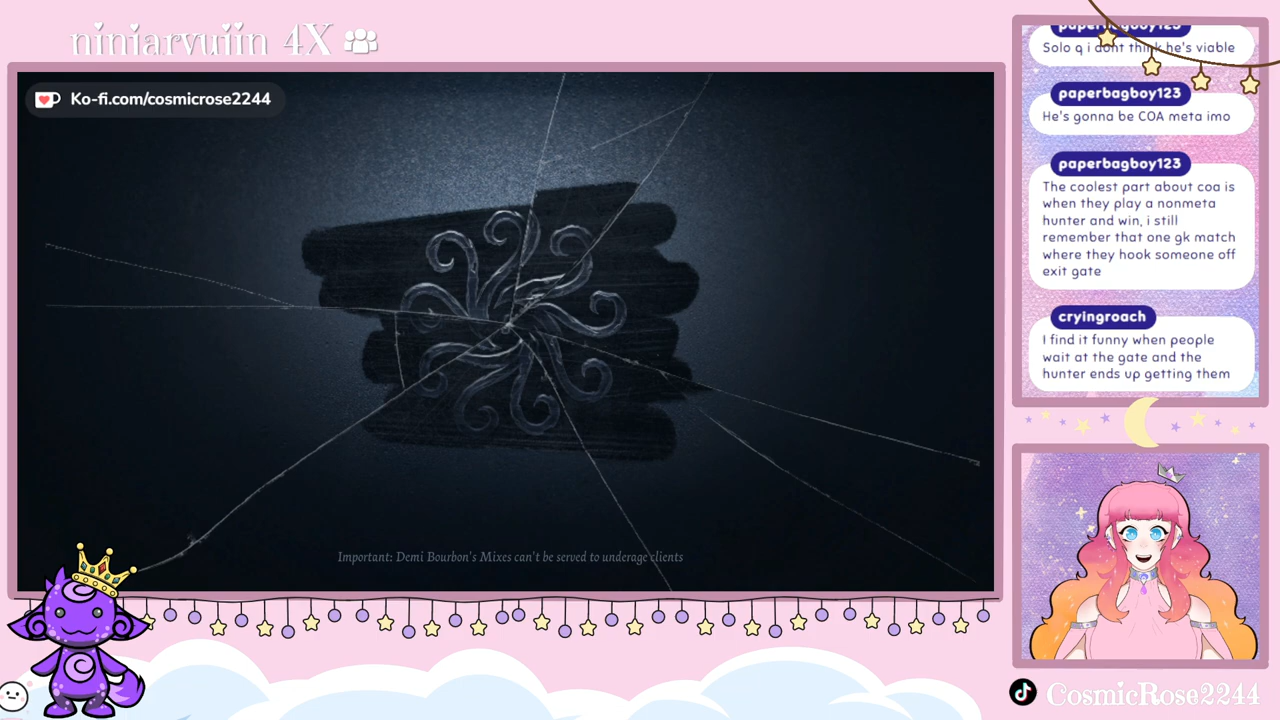 niniarvuiin 4X
Ko-fi.com/cosmicrose2244
Important: Demi Bourbon's Mixes can't be served to underage clients
paperbagboy123
Solo q i dont think he's viable
paperbagboy123
He's gonna be COA meta imo
paperbagboy123
The coolest part about coa is
when they play a nonmeta
hunter and win, i still
remember that one gk match
where they hook someone off
exit gate
cryingroach
I find it funny when people
wait at the gate and the
hunter ends up getting them
CosmicRose2244